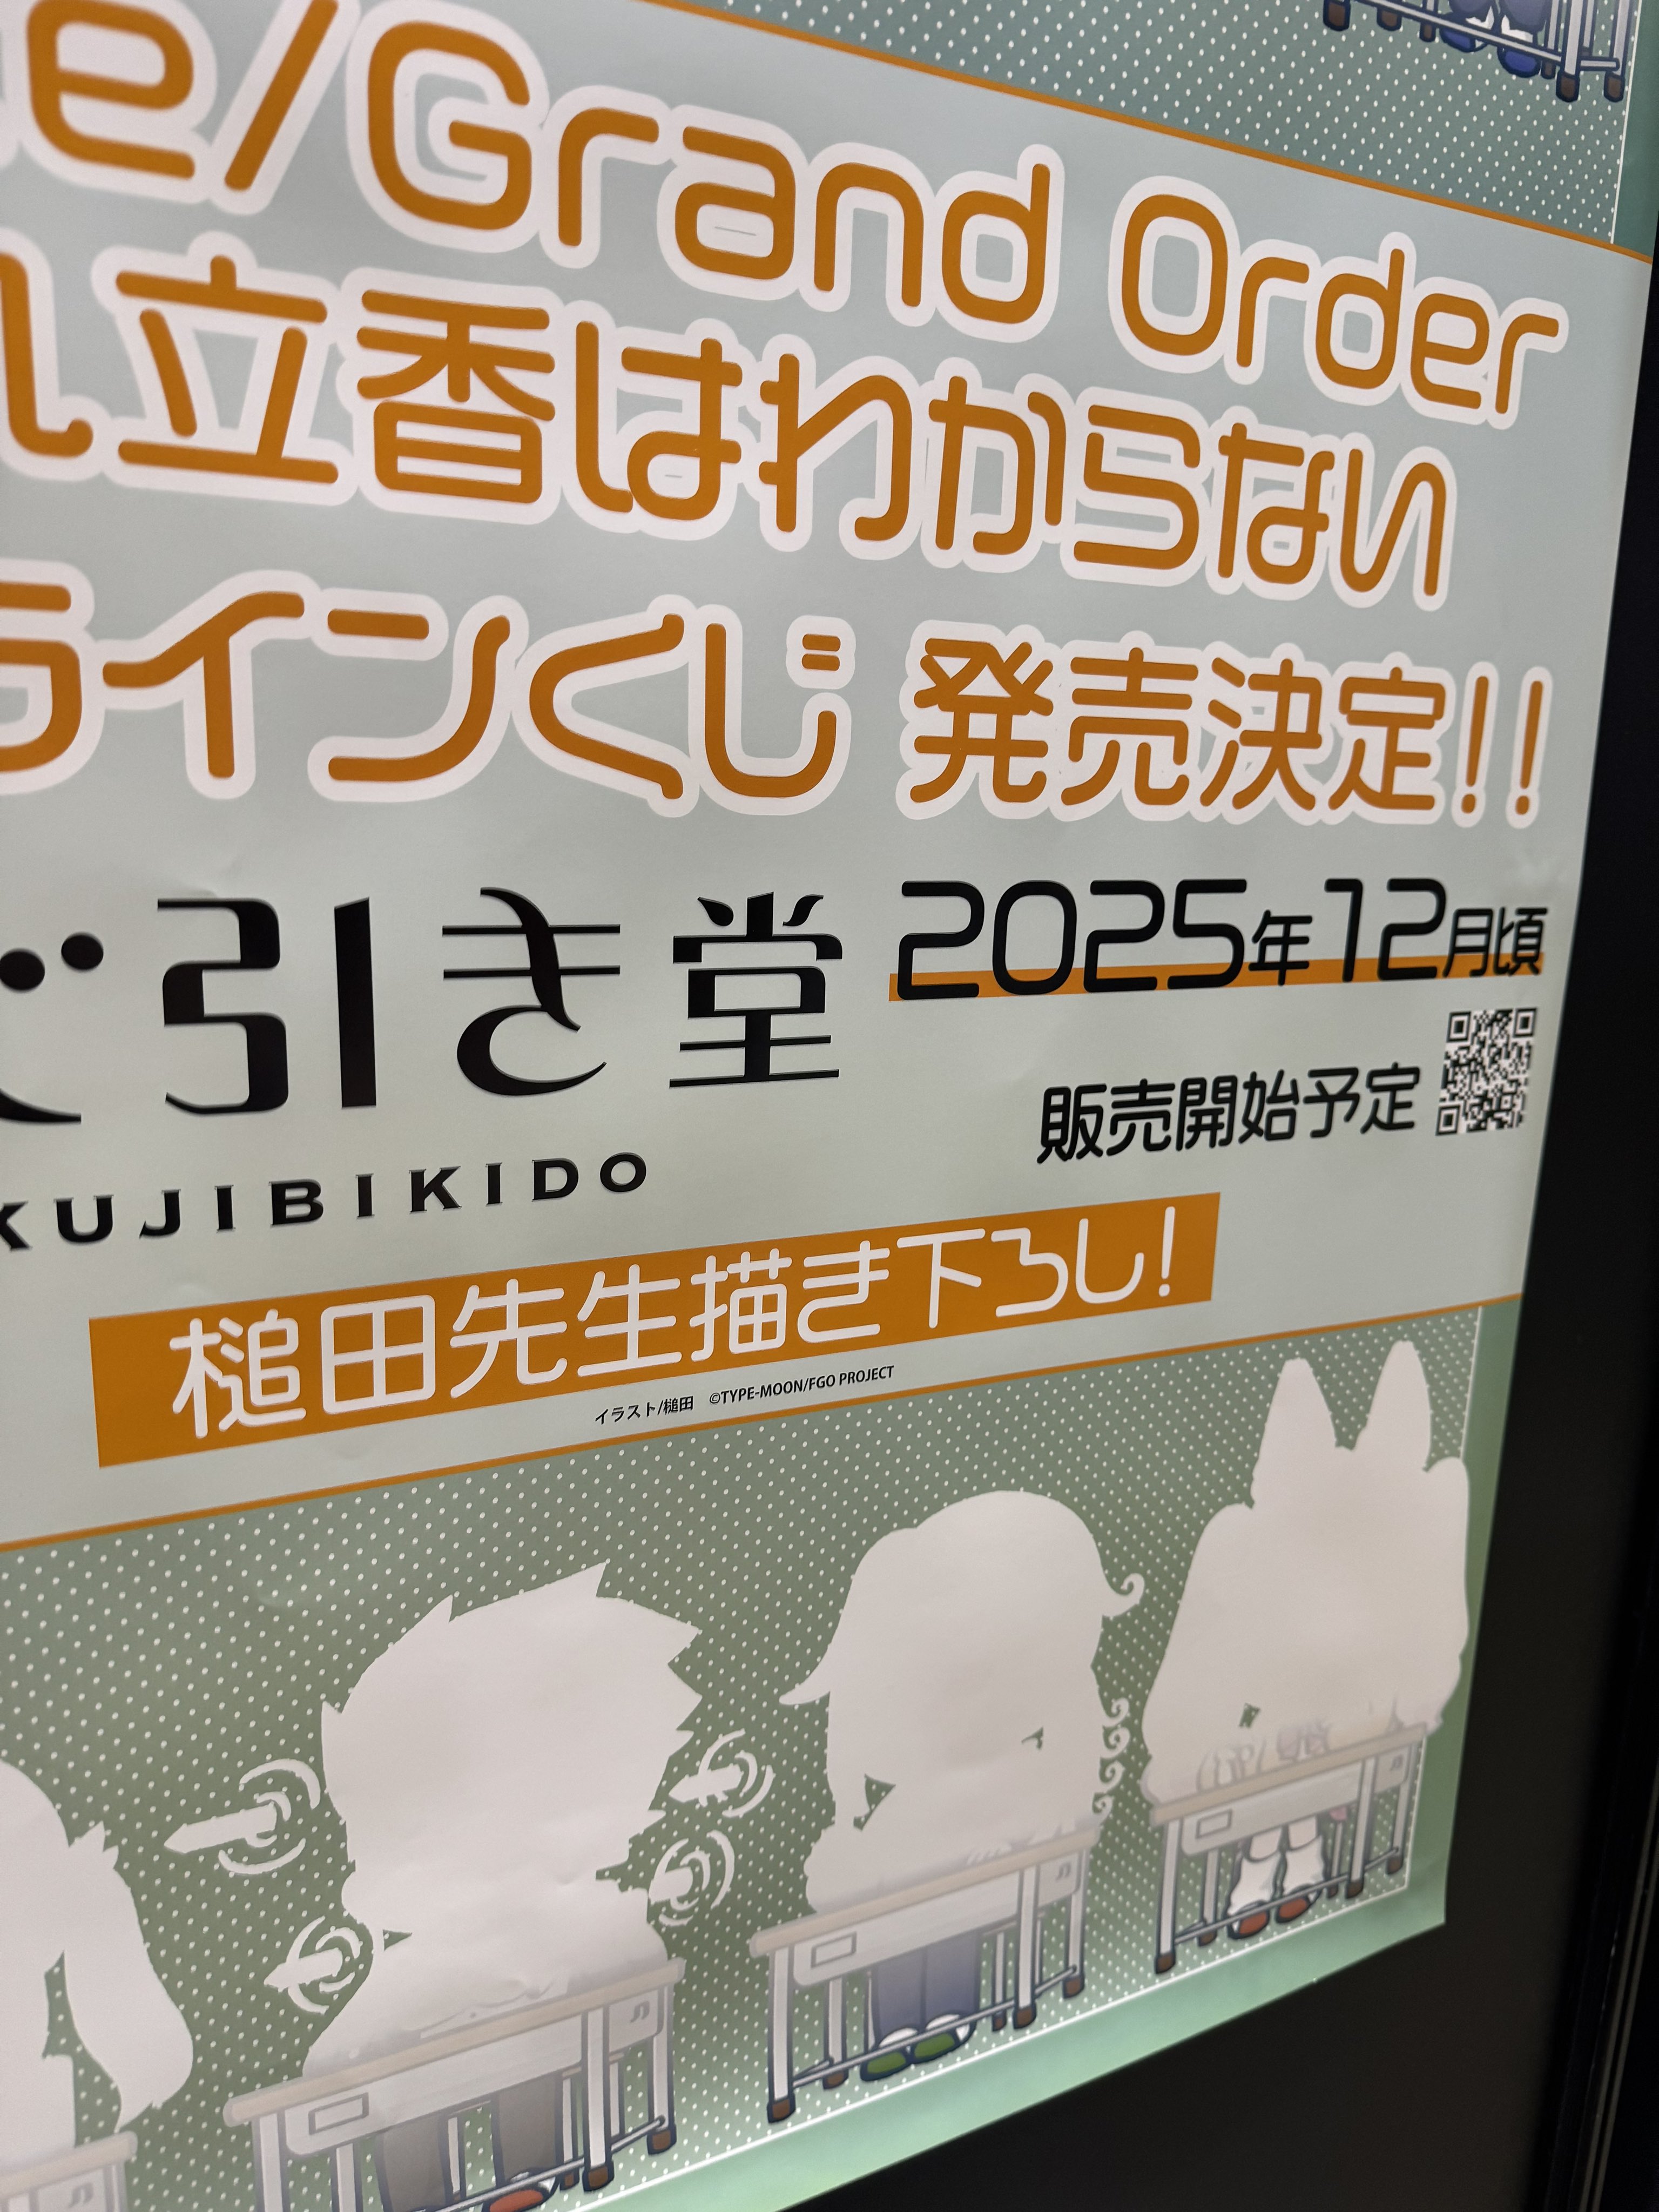 e/Grand Order
立香はわからない
ラインくじ 発売決定!!
引き堂
2025年12月頃
販売開始予定
KUJIBIKIDO
槌田先生描き下ろし!
イラスト/槌田 ©TYPE-MOON/FGO PROJECT